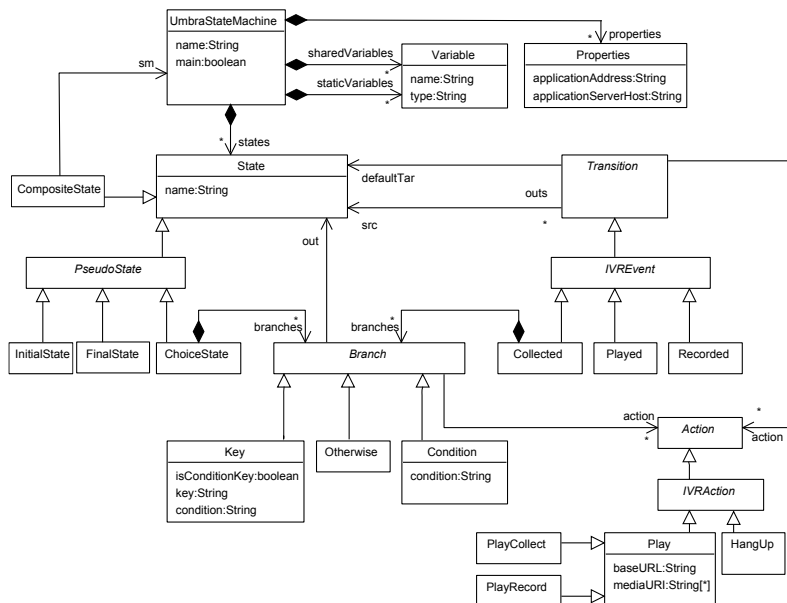 UmbraStateMachine
name:String
main:boolean
* properties
Properties
applicationAddress:String
applicationServerHost:String
sharedVariables
*
staticVariables
*
Variable
name:String
type:String
sm
* states
State
name:String
CompositeState
defaultTar
src
outs
*
Transition
out
PseudoState
IVREvent
InitialState
FinalState
ChoiceState
*
branches
*
branches
Branch
Collected
Played
Recorded
Key
isConditionKey:boolean
key:String
condition:String
Otherwise
Condition
condition:String
action
*
*
action
Action
IVRAction
PlayCollect
PlayRecord
Play
baseURL:String
mediaURI:String[*]
HangUp